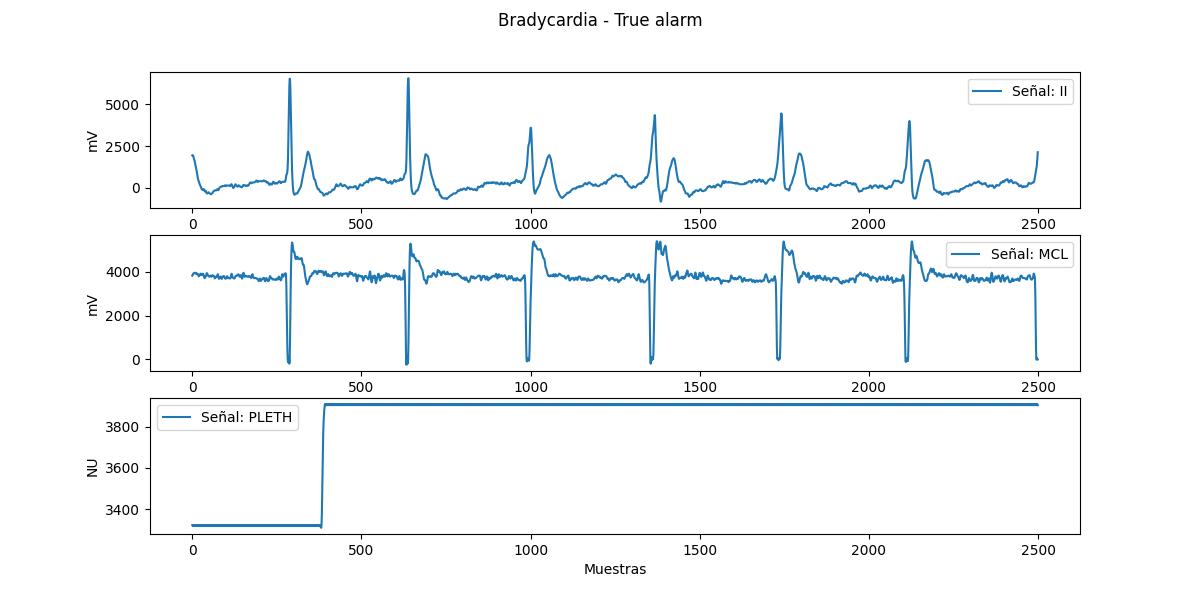 Bradycardia - True alarm
Señal: II
5000
2500
0
mV
0 500 1000 1500 2000 2500
Señal: MCL
4000
2000
0
mV
0 500 1000 1500 2000 2500
Señal: PLETH
3800
3600
3400
NU
0 500 1000 1500 2000 2500
Muestras